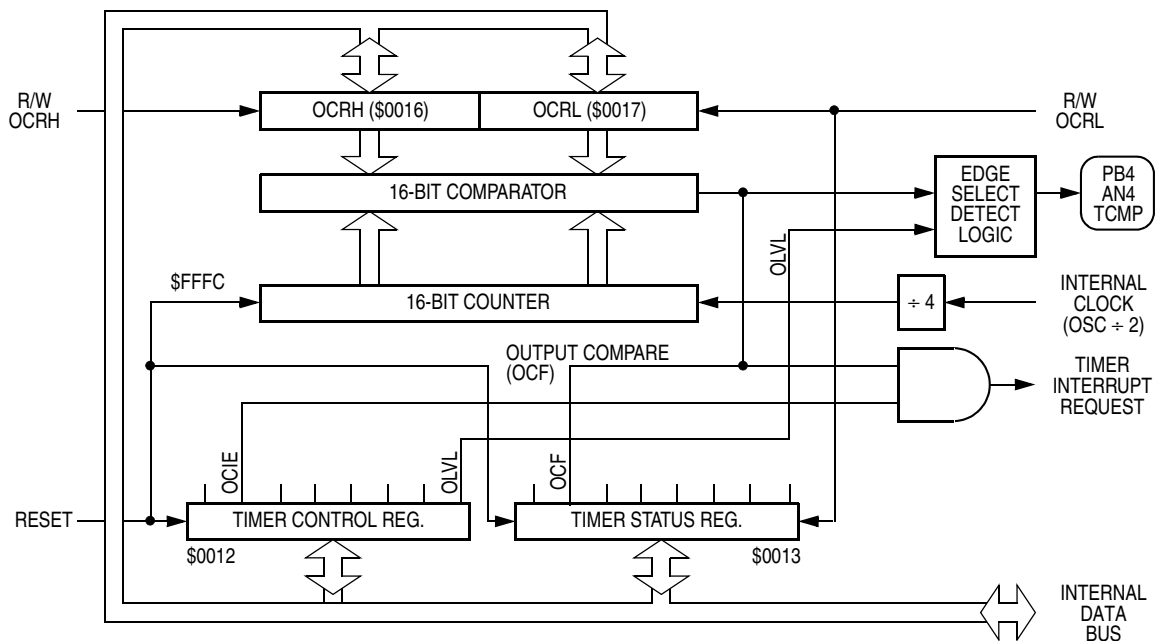 R/W
OCRH
OCRH ($0016)
OCRL ($0017)
R/W
OCRL
16-BIT COMPARATOR
EDGE
SELECT
DETECT
LOGIC
PB4
AN4
TCMP
OLVL
$FFFC
16-BIT COUNTER
÷ 4
INTERNAL
CLOCK
(OSC ÷ 2)
OUTPUT COMPARE
(OCF)
TIMER
INTERRUPT
REQUEST
OCIE
OLVL
OCF
RESET
TIMER CONTROL REG.
TIMER STATUS REG.
$0012
$0013
INTERNAL
DATA
BUS